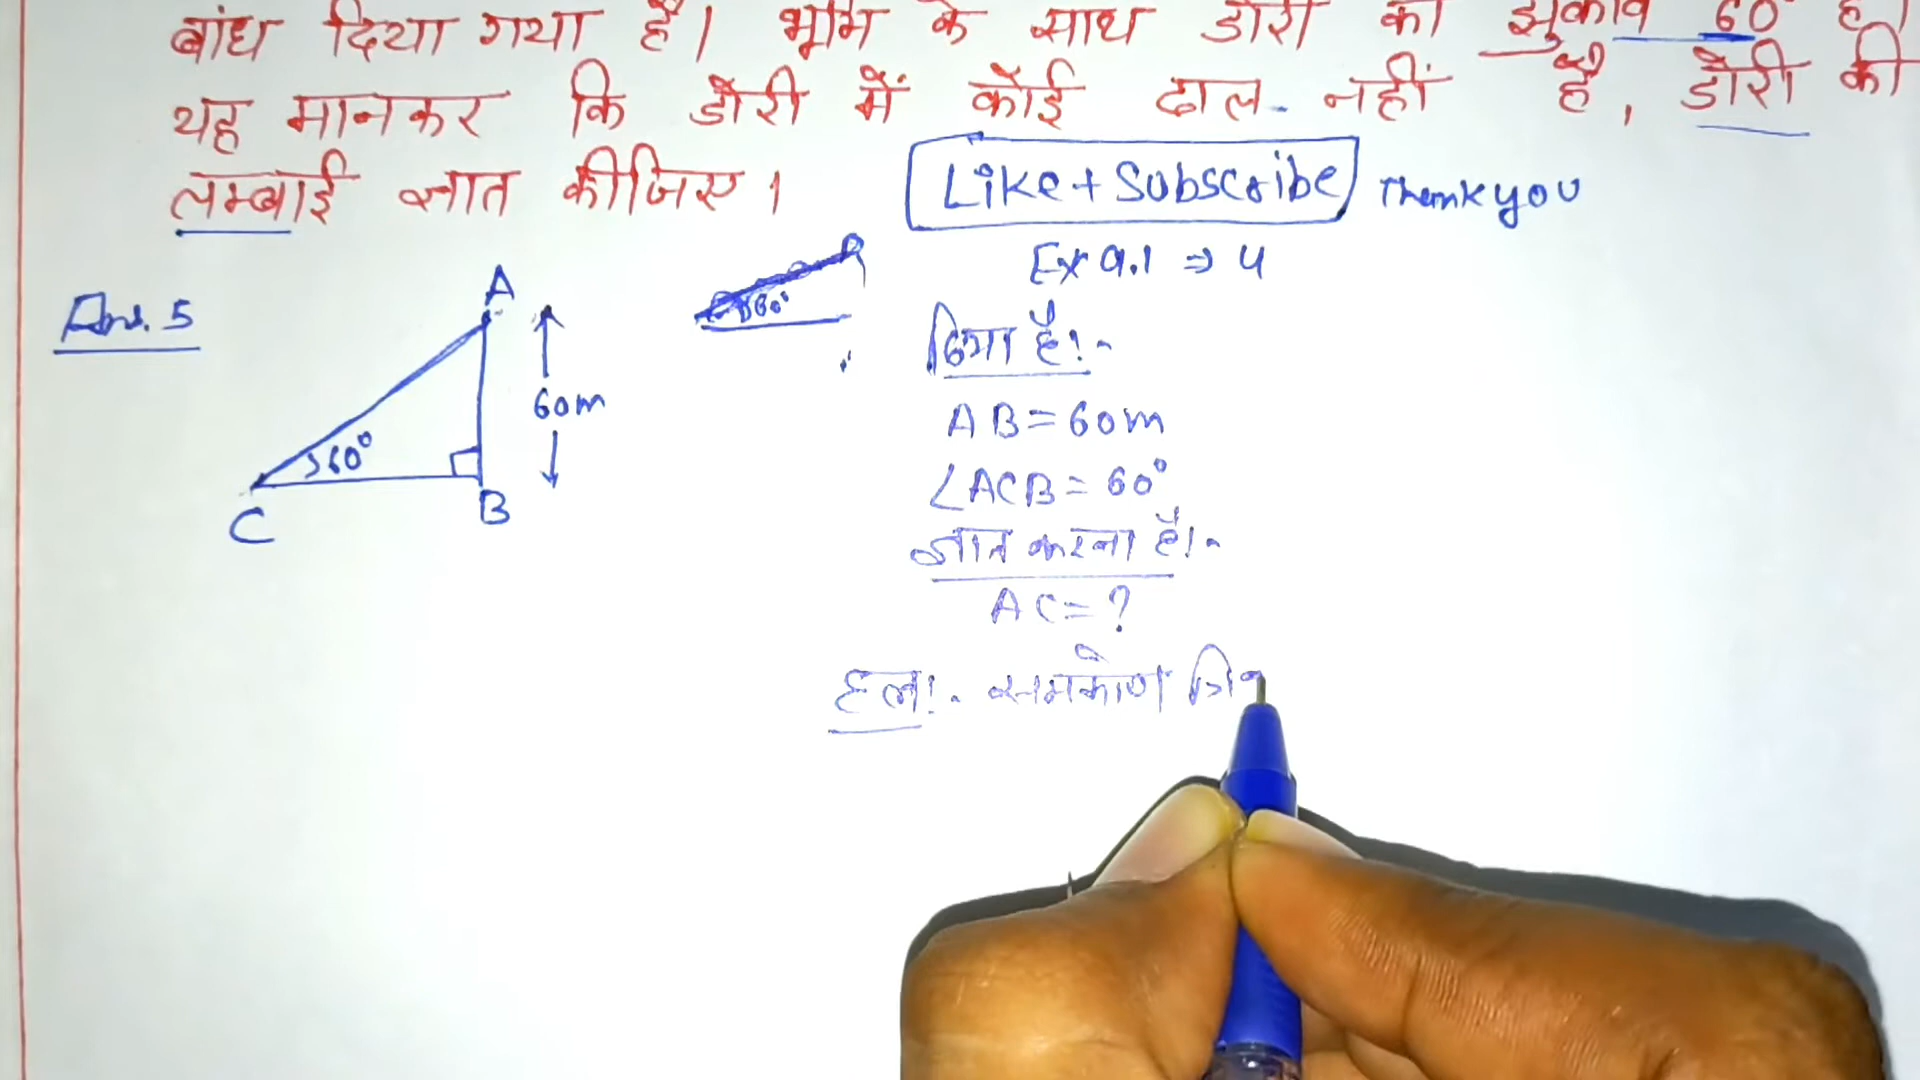 बांध दिया गया है। भूमि के साथ डोरी का झुकाव 60° है।
यह मानकर कि डोरी में कोई ढाल नहीं है, डोरी की
लम्बाई ज्ञात कीजिए।
Like + Subscribe Thank you
Ex 9.1 ⇒ 4
Ans. 5
A
60m
60°
C
B
60°
दिया है:-
AB = 60m
∠ACB = 60°
ज्ञात करना है:-
AC = ?
हल:- समकोण